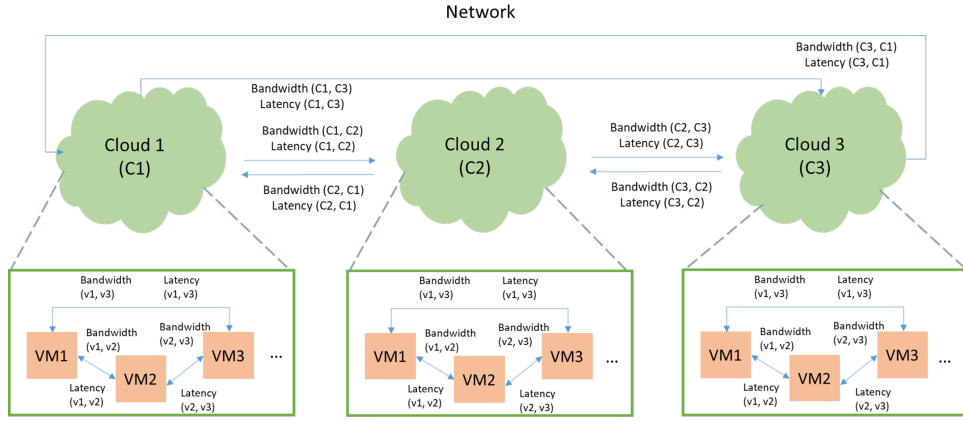 Network
Bandwidth (C3, C1)
Latency (C3, C1)
Bandwidth (C1, C3)
Latency (C1, C3)
Cloud 1
(C1)
Bandwidth (C1, C2)
Latency (C1, C2)
Bandwidth (C2, C1)
Latency (C2, C1)
Cloud 2
(C2)
Bandwidth (C2, C3)
Latency (C2, C3)
Bandwidth (C3, C2)
Latency (C3, C2)
Cloud 3
(C3)
Bandwidth
(v1, v3)
Latency
(v1, v3)
Bandwidth
(v1, v2)
Bandwidth
(v2, v3)
VM1
VM2
VM3
...
Latency
(v1, v2)
Latency
(v2, v3)
Bandwidth
(v1, v3)
Latency
(v1, v3)
Bandwidth
(v1, v2)
Bandwidth
(v2, v3)
VM1
VM2
VM3
...
Latency
(v1, v2)
Latency
(v2, v3)
Bandwidth
(v1, v3)
Latency
(v1, v3)
Bandwidth
(v1, v2)
Bandwidth
(v2, v3)
VM1
VM2
VM3
...
Latency
(v1, v2)
Latency
(v2, v3)